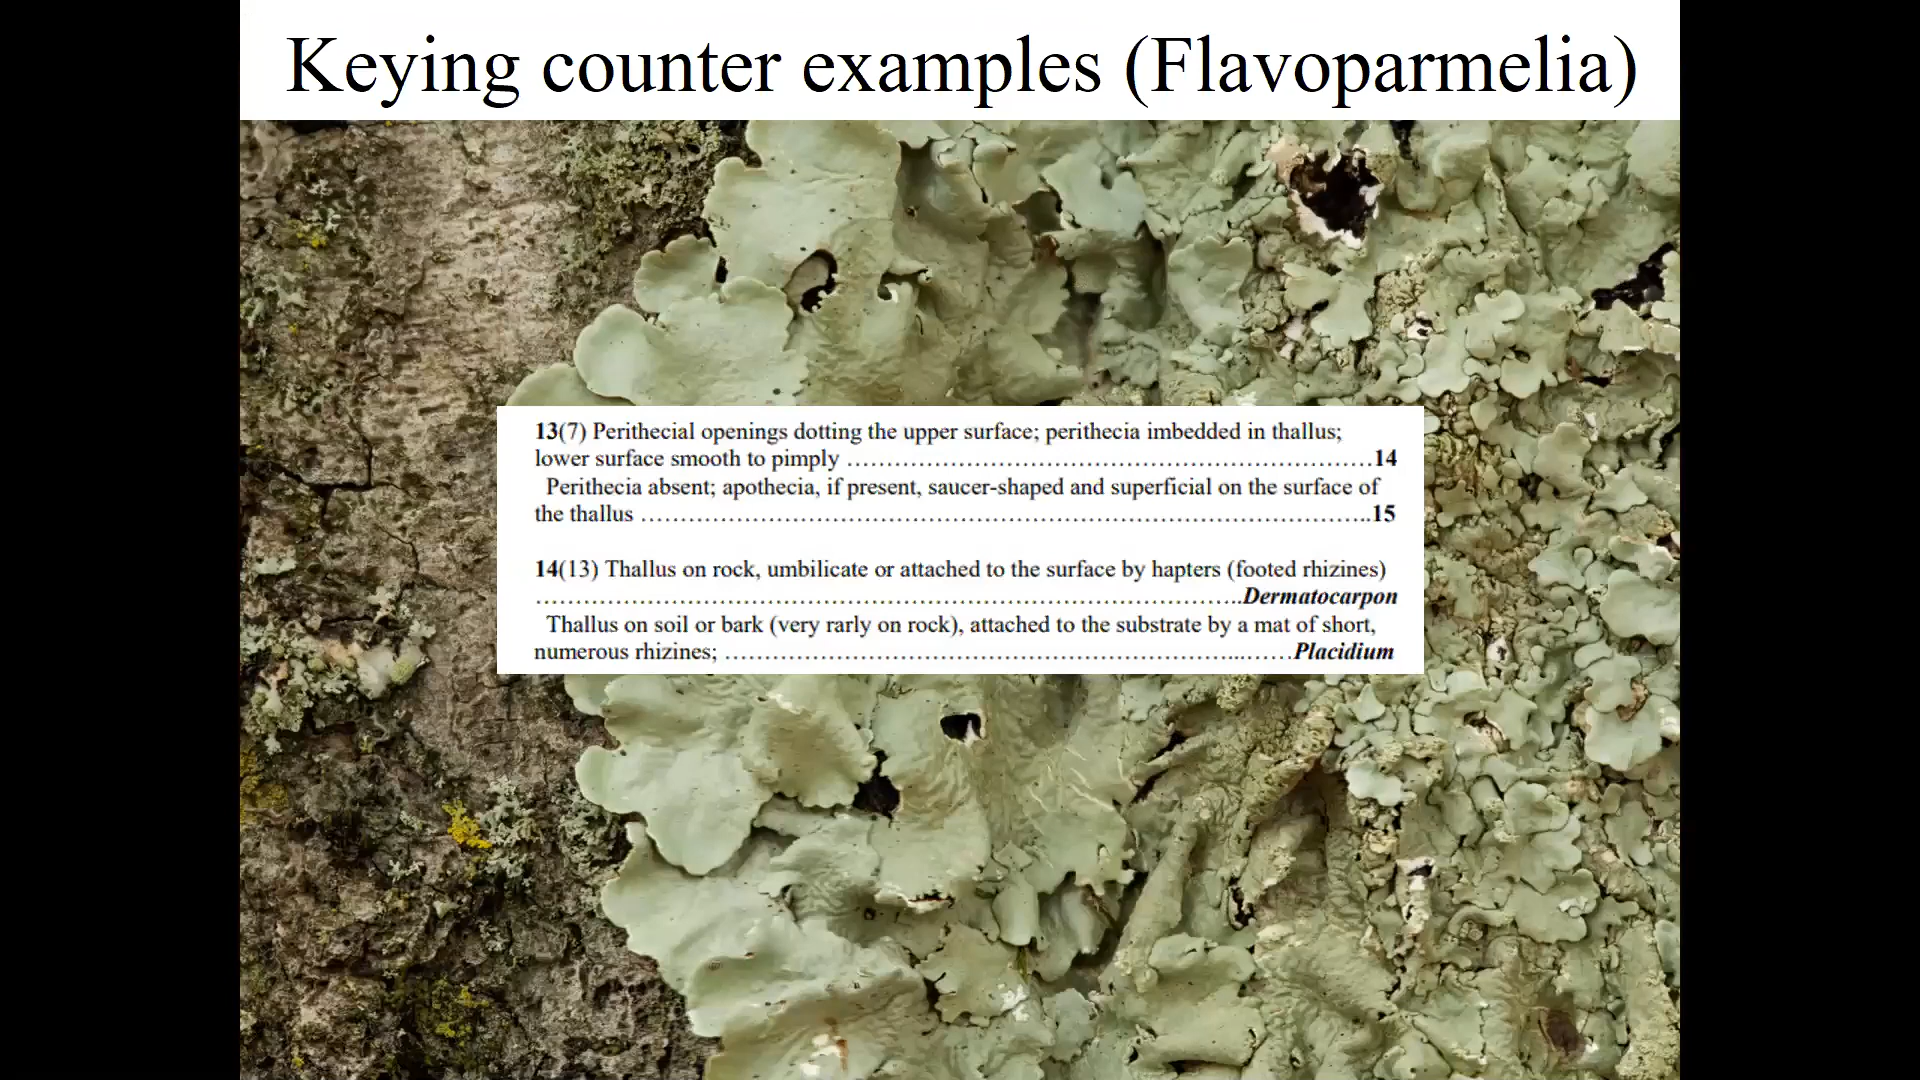 Keying counter examples (Flavoparmelia)
13(7) Perithecial openings dotting the upper surface; perithecia imbedded in thallus;
lower surface smooth to pimply ……………………………………………………………14
Perithecia absent; apothecia, if present, saucer-shaped and superficial on the surface of
the thallus ………………………………………………………………………………..15
14(13) Thallus on rock, umbilicate or attached to the surface by hapters (footed rhizines)
……………………………………………………………………………..Dermatocarpon
Thallus on soil or bark (very rarly on rock), attached to the substrate by a mat of short,
numerous rhizines; ………………………………………………………...……Placidium